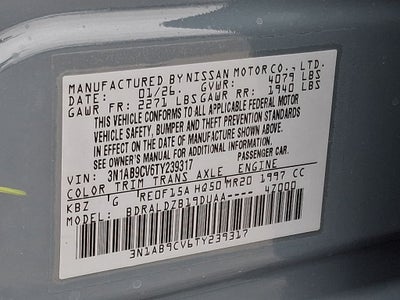 MANUFACTURED BY NISSAN MOTOR CO., LTD.
DATE: 01/26. GVWR: 4079 LBS
GAWR FR: 2271 LBS GAWR RR: 1940 LBS
THIS VEHICLE CONFORMS TO ALL APPLICABLE FEDERAL MOTOR
VEHICLE SAFETY, BUMPER AND THEFT PREVENTION STANDARDS
IN EFFECT ON THE DATE OF MANUFACTURE SHOWN ABOVE.
SEE OWNER'S MANUAL FOR ADDITIONAL INFORMATION.
VIN: 3N1AB9CV6TY239317 PASSENGER CAR.
COLOR TRIM TRANS AXLE ENGINE
KBZ G RE0F15A HQ50 MR20 1997 CC
MODEL: BDRALDZB19DUAA---- 4Z000
3N1AB9CV6TY239317